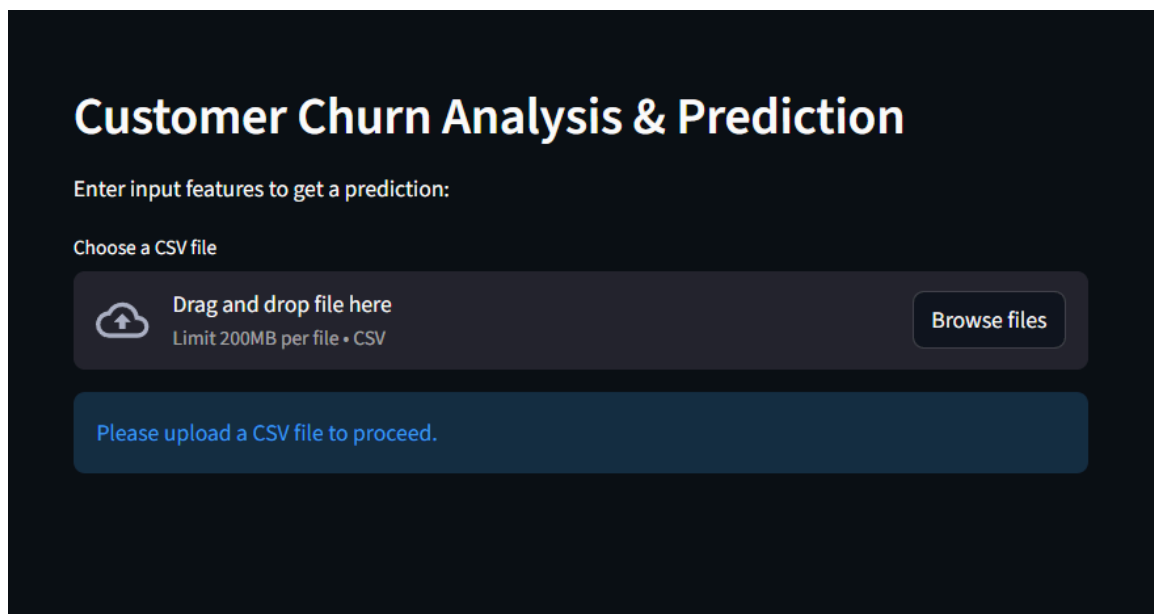 Customer Churn Analysis & Prediction
Enter input features to get a prediction:
Choose a CSV file
Drag and drop file here
Limit 200MB per file • CSV
Browse files
Please upload a CSV file to proceed.